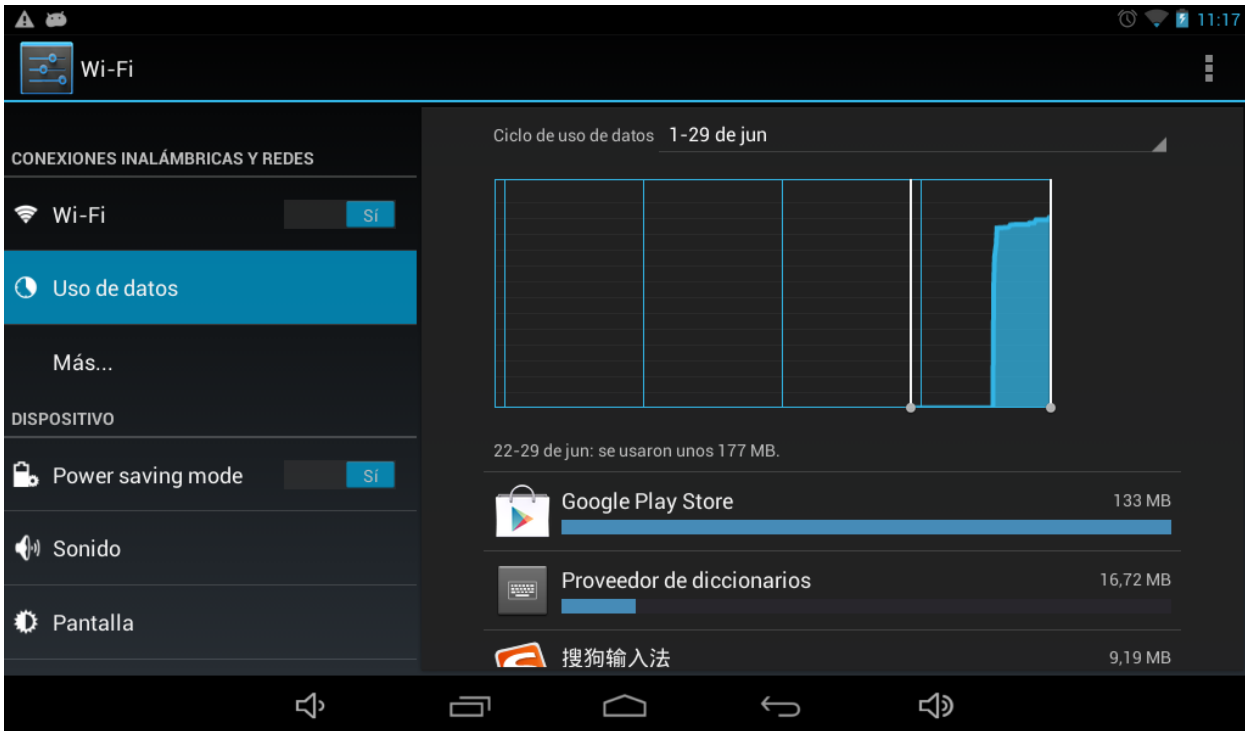 11:17
Wi-Fi
CONEXIONES INALÁMBRICAS Y REDES
Wi-Fi
Sí
Uso de datos
Más...
DISPOSITIVO
Power saving mode
Sí
Sonido
Pantalla
Ciclo de uso de datos 1-29 de jun
22-29 de jun: se usaron unos 177 MB.
Google Play Store
133 MB
Proveedor de diccionarios
16,72 MB
搜狗输入法
9,19 MB